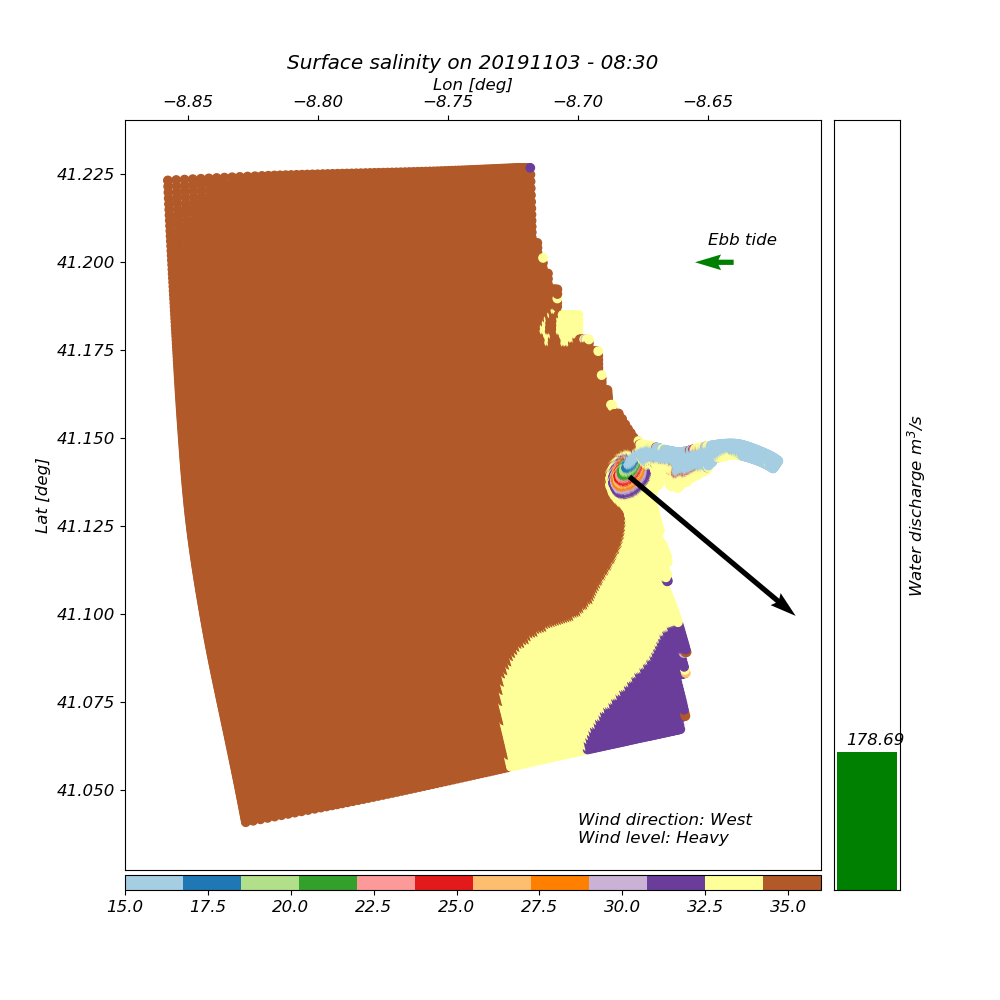 Surface salinity on 20191103 - 08:30
Lon [deg]
−8.85 −8.80 −8.75 −8.70 −8.65
41.225
41.200
41.175
41.150
41.125
41.100
41.075
41.050
Lat [deg]
Ebb tide
Wind direction: West
Wind level: Heavy
178.69
Water discharge m³/s
15.0 17.5 20.0 22.5 25.0 27.5 30.0 32.5 35.0